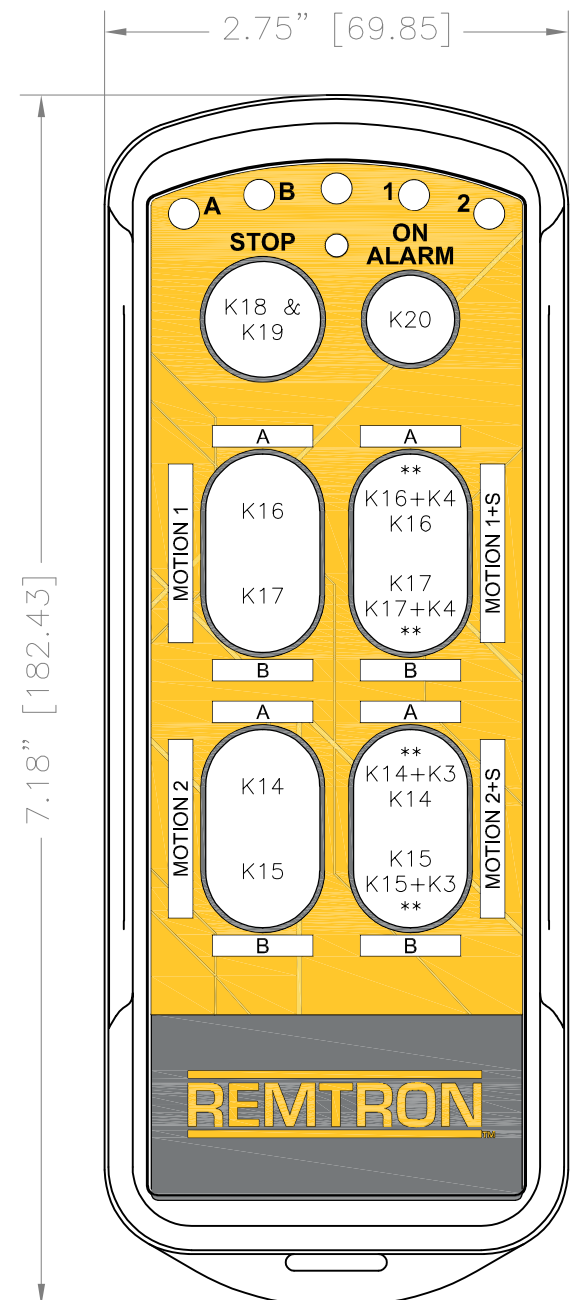 2.75” [69.85]
7.18” [182.43]
A B 1 2
STOP
ON
ALARM
K18 &
K19
K20
A
MOTION 1
K16
K17
B
A
**
K16+K4
K16
K17
K17+K4
**
MOTION 1+S
B
A
MOTION 2
K14
K15
B
A
**
K14+K3
K14
K15
K15+K3
**
MOTION 2+S
B
REMTRON
TM